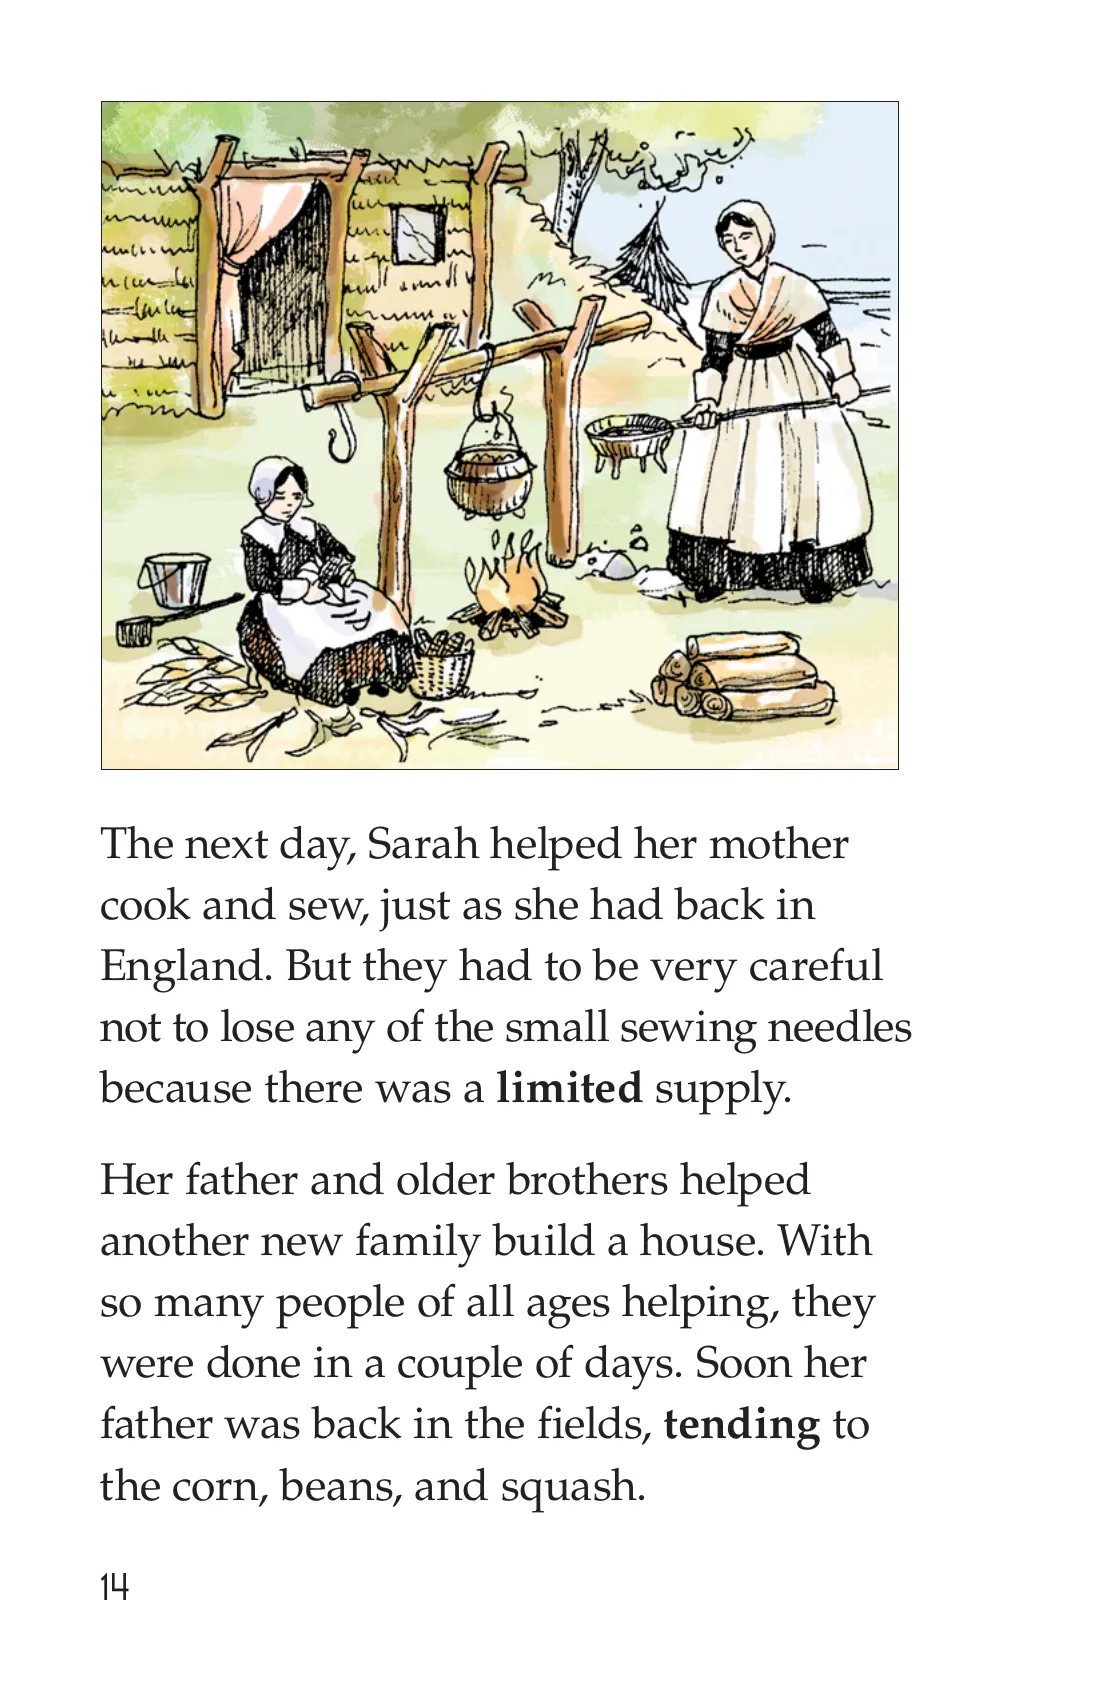 The next day, Sarah helped her mother
cook and sew, just as she had back in
England. But they had to be very careful
not to lose any of the small sewing needles
because there was a limited supply.
Her father and older brothers helped
another new family build a house. With
so many people of all ages helping, they
were done in a couple of days. Soon her
father was back in the fields, tending to
the corn, beans, and squash.
14